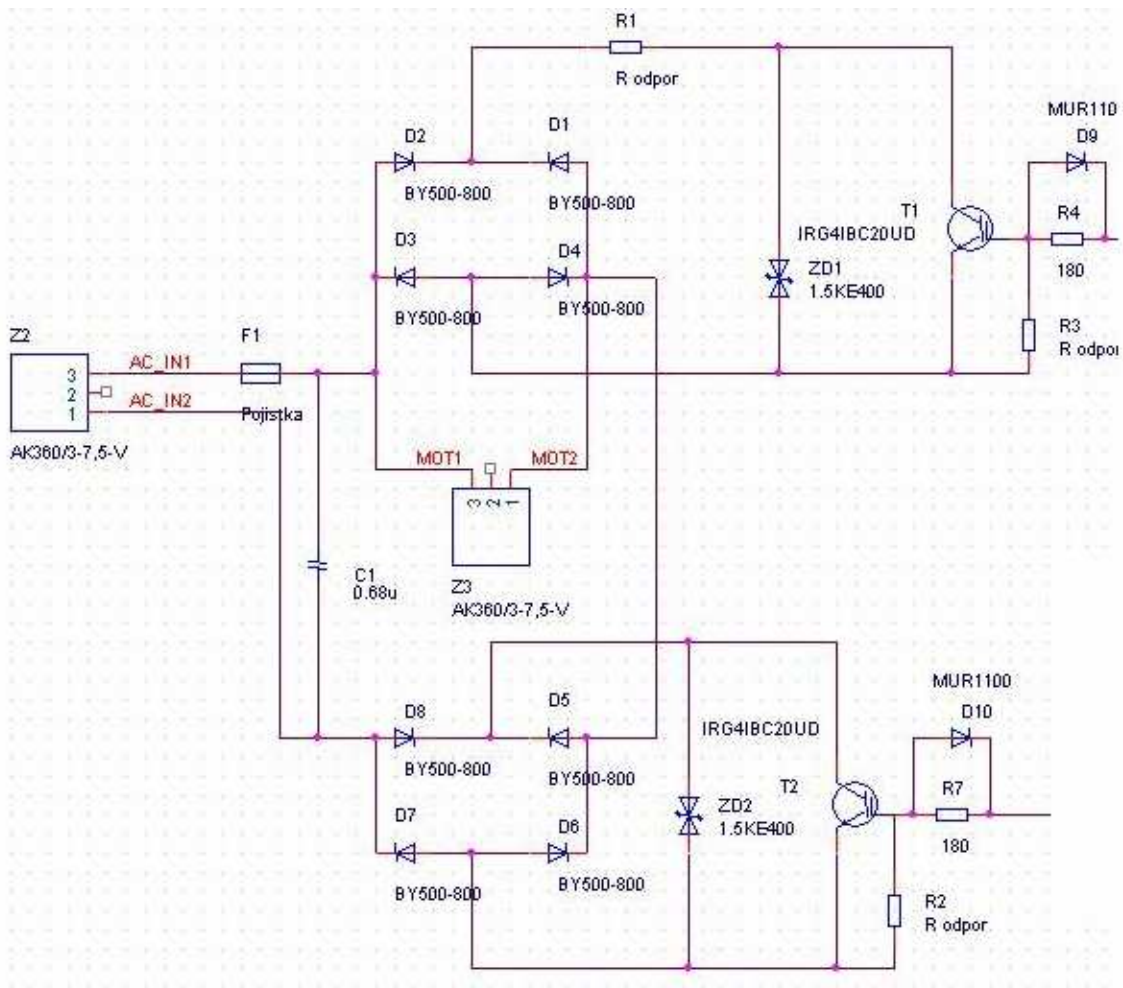 R1
R odpor
MUR110
D9
D2
D1
BY500-800
BY500-800
T1
R4
IRG4IBC20UD
180
D3
D4
ZD1
1.5KE400
BY500-800
BY500-800
R3
R odpor
Z2
F1
3
AC_IN1
2
1
AC_IN2
Pojistka
AK360/3-7,5-V
MOT1
MOT2
3
2
1
C1
0.68u
Z3
AK360/3-7,5-V
MUR1100
D10
D8
D5
IRG4IBC20UD
BY500-800
BY500-800
T2
R7
ZD2
1.5KE400
D7
D6
180
BY500-800
BY500-800
R2
R odpor